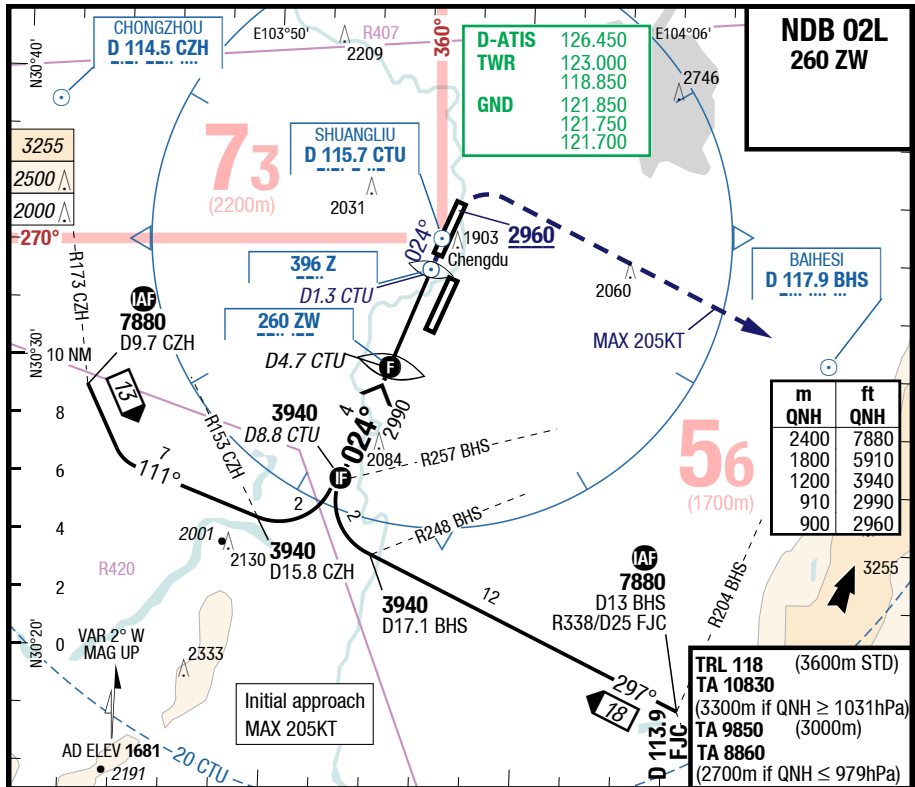 CHONGZHOU
D 114.5 CZH
E103°50'
R407
2209
360°
D-ATIS 126.450
TWR 123.000
118.850
GND 121.850
121.750
121.700
E104°06'
2746
NDB 02L
260 ZW
N30°40'
3255
2500
2000
73
(2200m)
SHUANGLIU
D 115.7 CTU
2031
270°
024°
1903
Chengdu
2960
396 Z
D1.3 CTU
2060
BAIHESI
D 117.9 BHS
R173 CZH
IAF
7880
D9.7 CZH
260 ZW
D4.7 CTU
F
MAX 205KT
N30°30'
10 NM
13
8
6
4
2
0
7
111°
R153 CZH
3940
D8.8 CTU
IF
4
024°
2990
2084
R257 BHS
R248 BHS
2
2
56
(1700m)
m ft
QNH QNH
2400 7880
1800 5910
1200 3940
910 2990
900 2960
2001
2130
R420
3940
D15.8 CZH
3940
D17.1 BHS
12
IAF
7880
D13 BHS
R338/D25 FJC
R204 BHS
3255
N30°20'
VAR 2° W
MAG UP
2333
Initial approach
MAX 205KT
297°
18
D 113.9
FJC
AD ELEV 1681
2191
20 CTU
TRL 118 (3600m STD)
TA 10830
(3300m if QNH ≥ 1031hPa)
TA 9850 (3000m)
TA 8860
(2700m if QNH ≤ 979hPa)